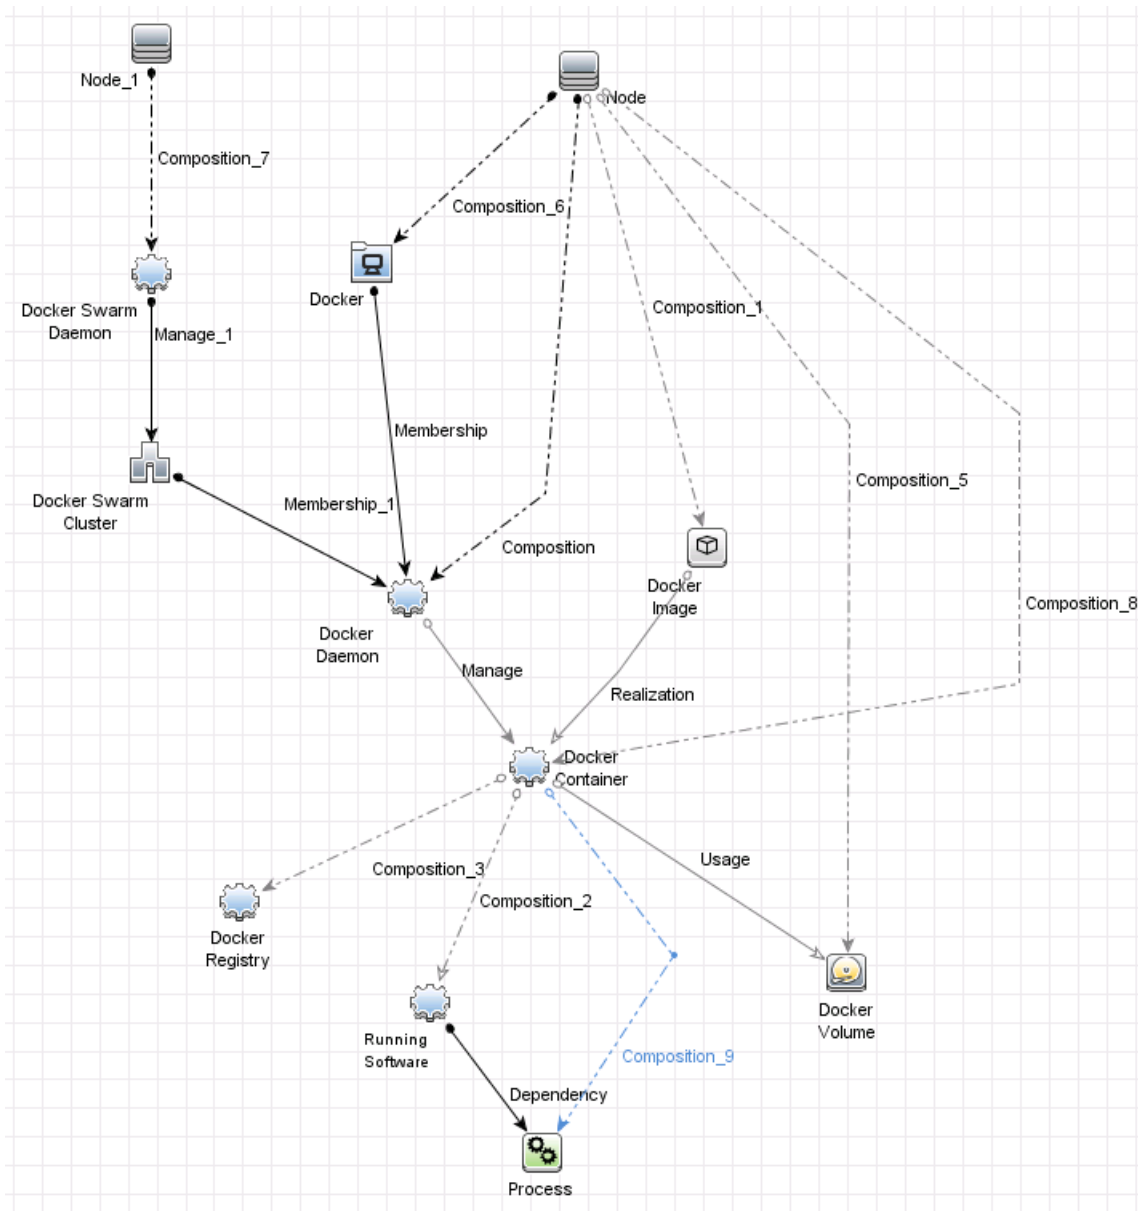 Node_1
Node
Composition_7
Composition_6
Docker
Docker Swarm
Daemon
Manage_1
Composition_1
Membership
Composition_5
Docker Swarm
Cluster
Membership_1
Composition
Docker
Image
Composition_8
Docker
Daemon
Manage
Realization
Docker
Container
Usage
Composition_3
Composition_2
Docker
Registry
Docker
Volume
Running
Software
Composition_9
Dependency
Process